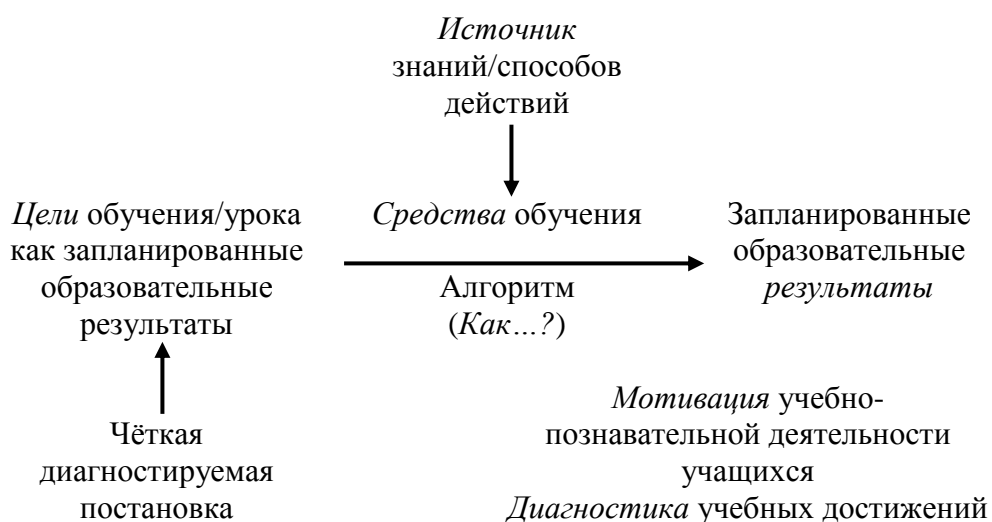 Источник
знаний/способов
действий
Цели обучения/урока
как запланированные
образовательные
результаты
Средства обучения
Алгоритм
(Как…?)
Запланированные
образовательные
результаты
Чёткая
диагностируемая
постановка
Мотивация учебно-
познавательной деятельности
учащихся
Диагностика учебных достижений